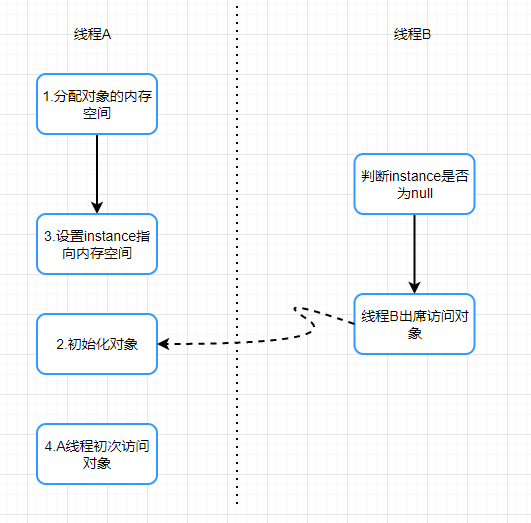 线程A
线程B
1.分配对象的内存
空间
判断instance是否
为null
3.设置instance指
向内存空间
线程B出席访问对
象
2.初始化对象
4.A线程初次访问
对象